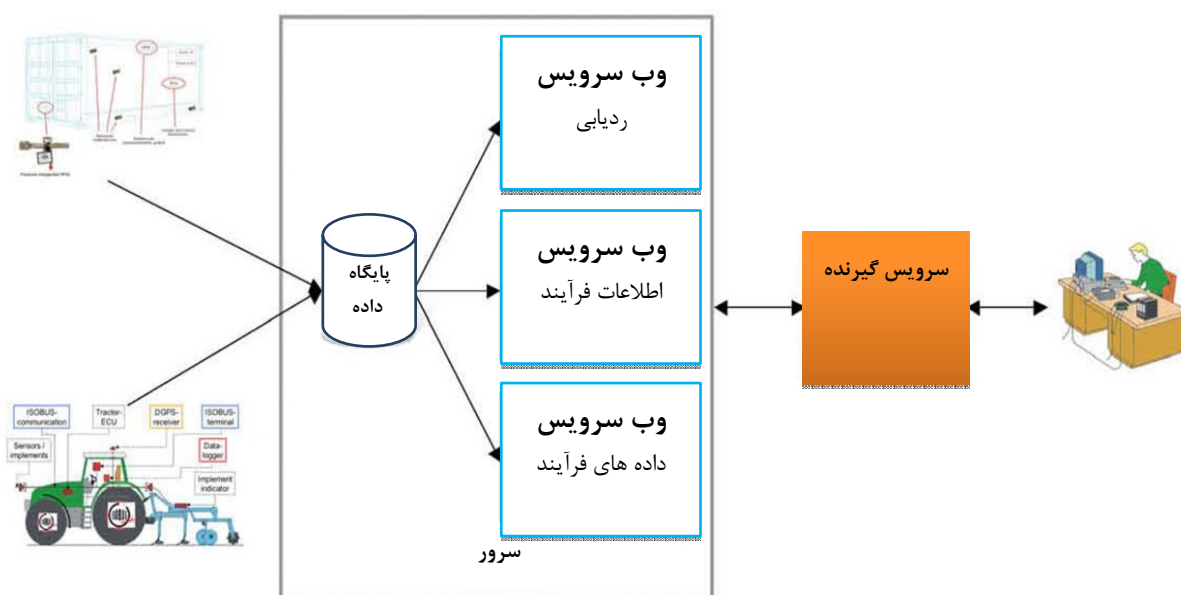 وب سرویس
ردیابی
پایگاه
داده
وب سرویس
اطلاعات فرآیند
سرویس گیرنده
وب سرویس
داده های فرآیند
سرور
ISOBUS-
communication
Tractor-
ECU
DGPS-
receiver
ISOBUS-
terminal
Sensors /
implements
Data-
logger
Implement
indicator